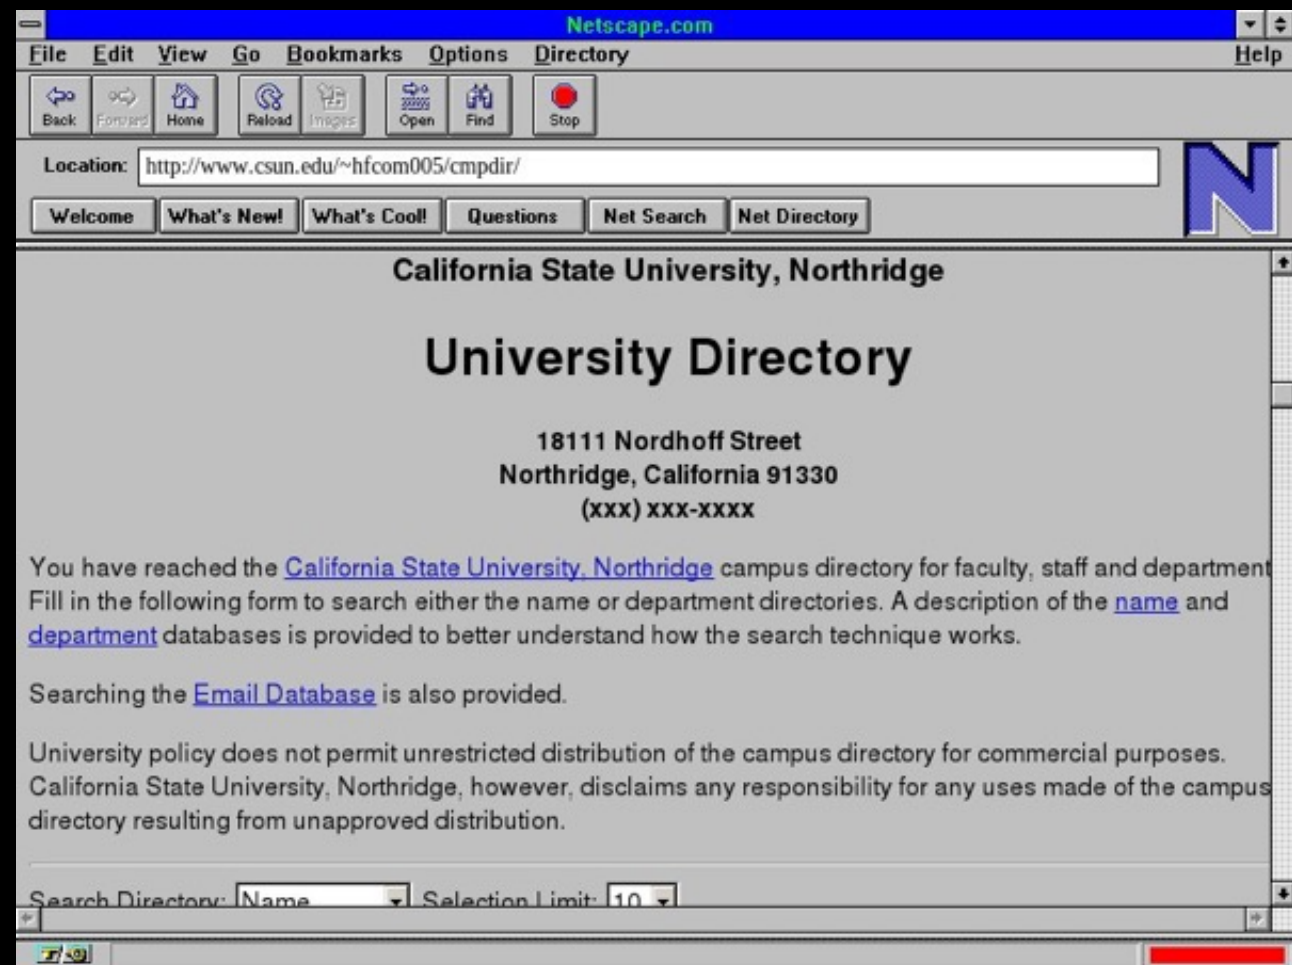 Netscape.com
File Edit View Go Bookmarks Options Directory Help
Back Forward Home Reload Images Open Find Stop
Location: http://www.csun.edu/~hfcom005/cmpdir/
N
Welcome What's New! What's Cool! Questions Net Search Net Directory
California State University, Northridge
University Directory
18111 Nordhoff Street
Northridge, California 91330
(xxx) xxx-xxxx
You have reached the California State University, Northridge campus directory for faculty, staff and department
Fill in the following form to search either the name or department directories. A description of the name and
department databases is provided to better understand how the search technique works.
Searching the Email Database is also provided.
University policy does not permit unrestricted distribution of the campus directory for commercial purposes.
California State University, Northridge, however, disclaims any responsibility for any uses made of the campus
directory resulting from unapproved distribution.
Search Directory: Name Selection Limit: 10